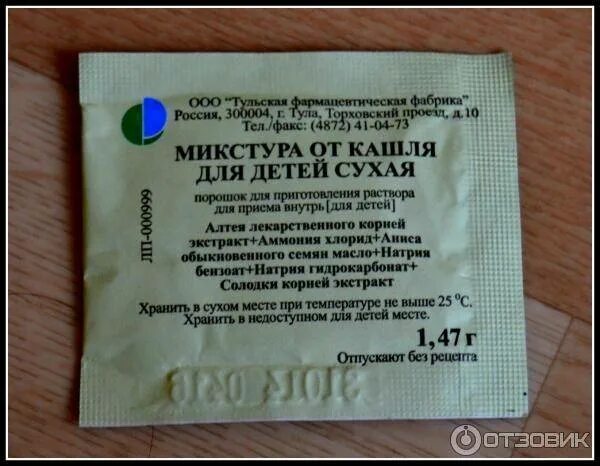 ООО "Тульская фармацевтическая фабрика"
Россия, 300004, г. Тула, Торховский проезд, д.10
Тел./факс: (4872) 41-04-73
МИКСТУРА ОТ КАШЛЯ
ДЛЯ ДЕТЕЙ СУХАЯ
порошок для приготовления раствора
для приема внутрь[для детей]
Алтея лекарственного корней
экстракт+Аммония хлорид+Аниса
обыкновенного семян масло+Натрия
бензоат+Натрия гидрокарбонат+
Солодки корней экстракт
ЛП-000999
Хранить в сухом месте при температуре не выше 25 °С.
Хранить в недоступном для детей месте.
1,47 г
Отпускают без рецепта
ОТЗОВИК